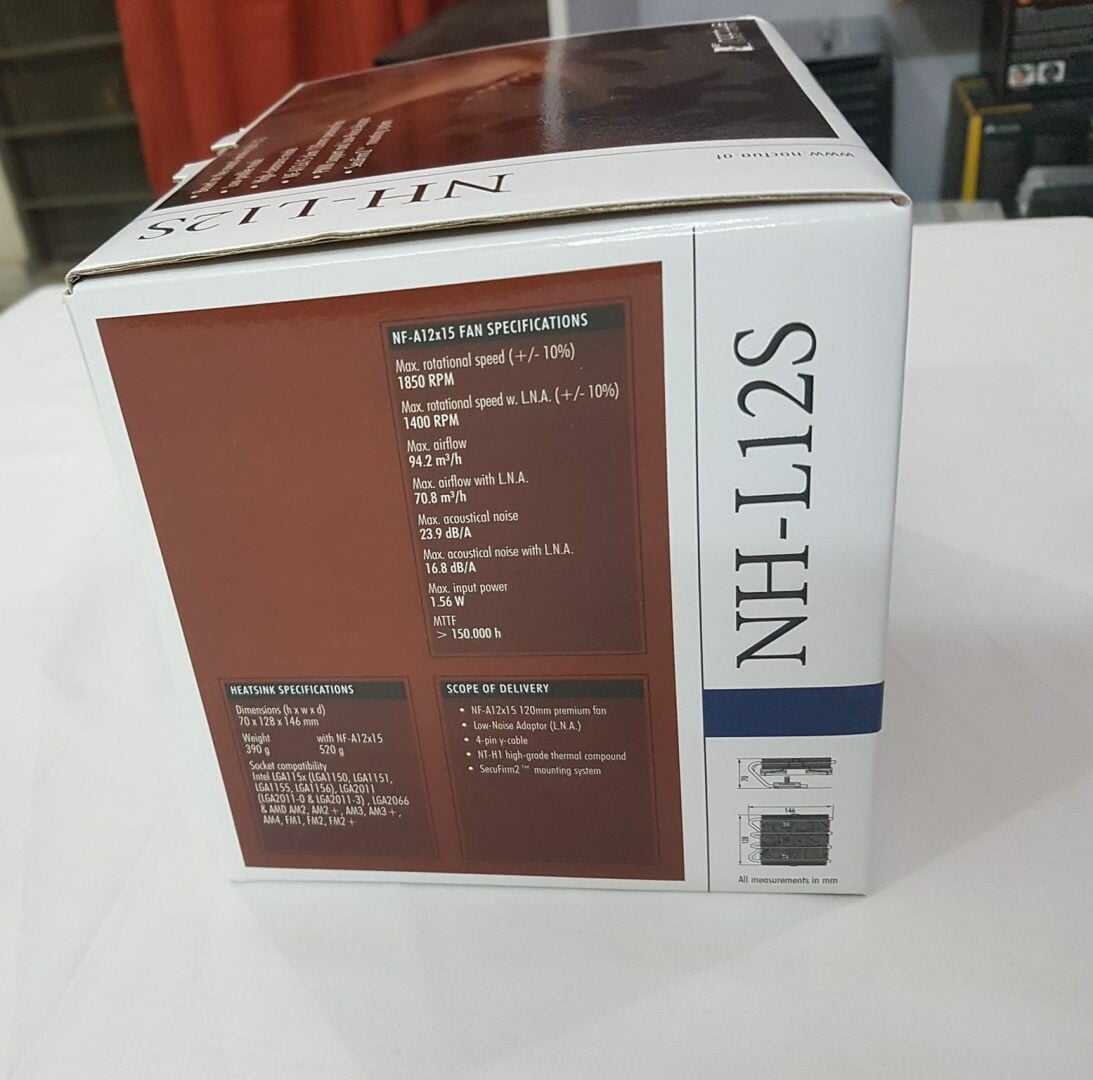 www.noctua.at
NH-L12S
NF-A12x15 FAN SPECIFICATIONS
Max. rotational speed (+/- 10%)
1850 RPM
Max. rotational speed w. L.N.A. (+/- 10%)
1400 RPM
Max. airflow
94.2 m³/h
Max. airflow with L.N.A.
70.8 m³/h
Max. acoustical noise
23.9 dB/A
Max. acoustical noise with L.N.A.
16.8 dB/A
Max. input power
1.56 W
MTTF
> 150.000 h
HEATSINK SPECIFICATIONS
Dimensions (h x w x d)
70 x 128 x 146 mm
Weight with NF-A12x15
390 g 520 g
Socket compatibility
Intel LGA115x (LGA1150, LGA1151,
LGA1155, LGA1156), LGA2011
(LGA2011-0 & LGA2011-3) , LGA2066
& AMD AM2, AM2+, AM3, AM3+,
AM4, FM1, FM2, FM2+
SCOPE OF DELIVERY
• NF-A12x15 120mm premium fan
• Low-Noise Adaptor (L.N.A.)
• 4-pin y-cable
• NT-H1 high-grade thermal compound
• SecuFirm2™ mounting system
NH-L12S
70
146
128
All measurements in mm